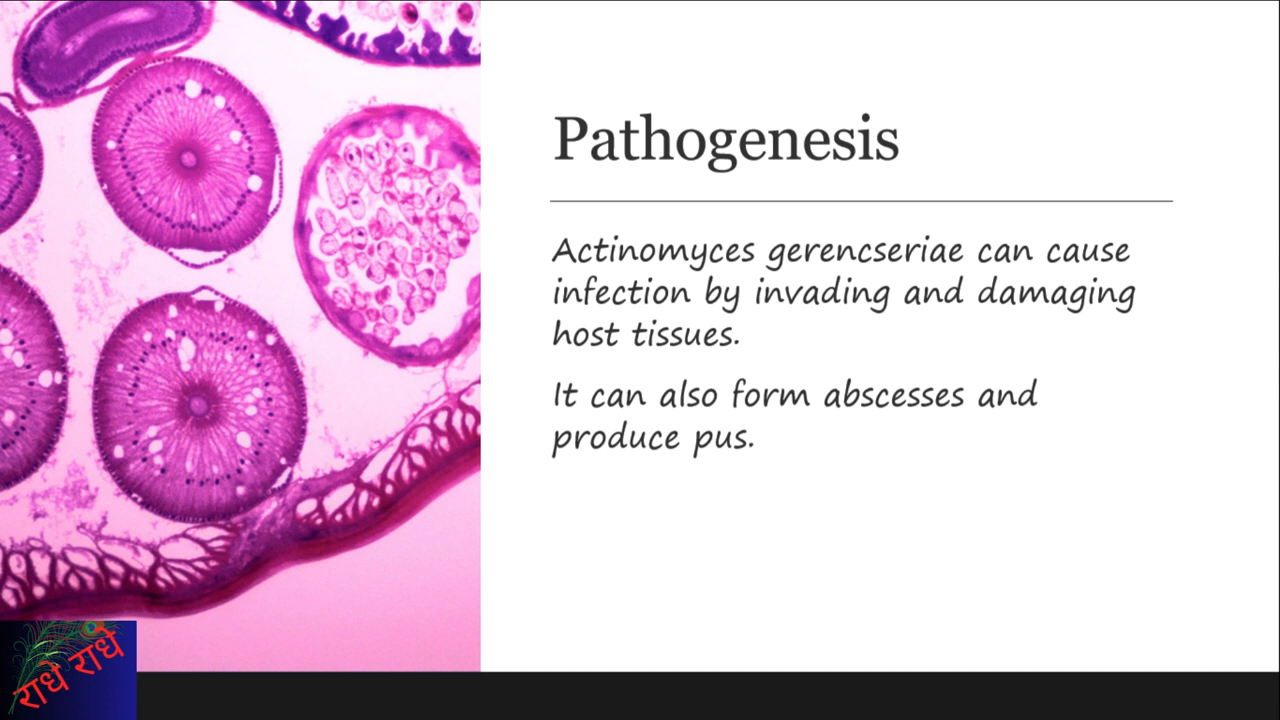 Pathogenesis
Actinomyces gerencseriae can cause
infection by invading and damaging
host tissues.
It can also form abscesses and
produce pus.
राधे राधे